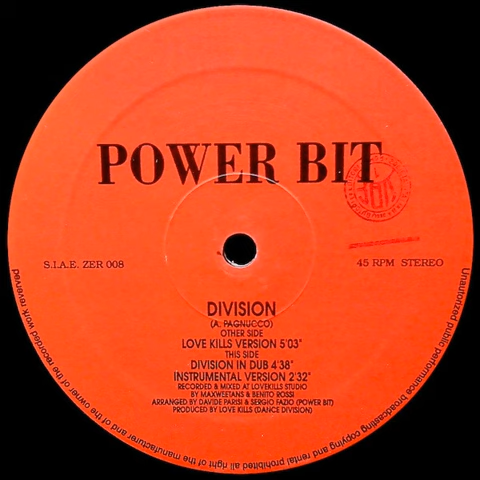 POWER BIT
S.I.A.E. ZER 008
45 RPM STEREO
DIVISION
(A. PAGNUCCO)
OTHER SIDE
LOVE KILLS VERSION 5'03"
THIS SIDE
DIVISION IN DUB 4'38"
INSTRUMENTAL VERSION 2'32"
RECORDED & MIXED AT LOVEKILLS STUDIO
BY MAXWEETANS & BENITO ROSSI
ARRANGED BY DAVIDE PARISI & SERGIO FAZIO (POWER BIT)
PRODUCED BY LOVE KILLS (DANCE DIVISION)
Unautorized public performance broadcasting copying and rental prohibited all right of the manufacturer and of the owner of the recorded work reverved